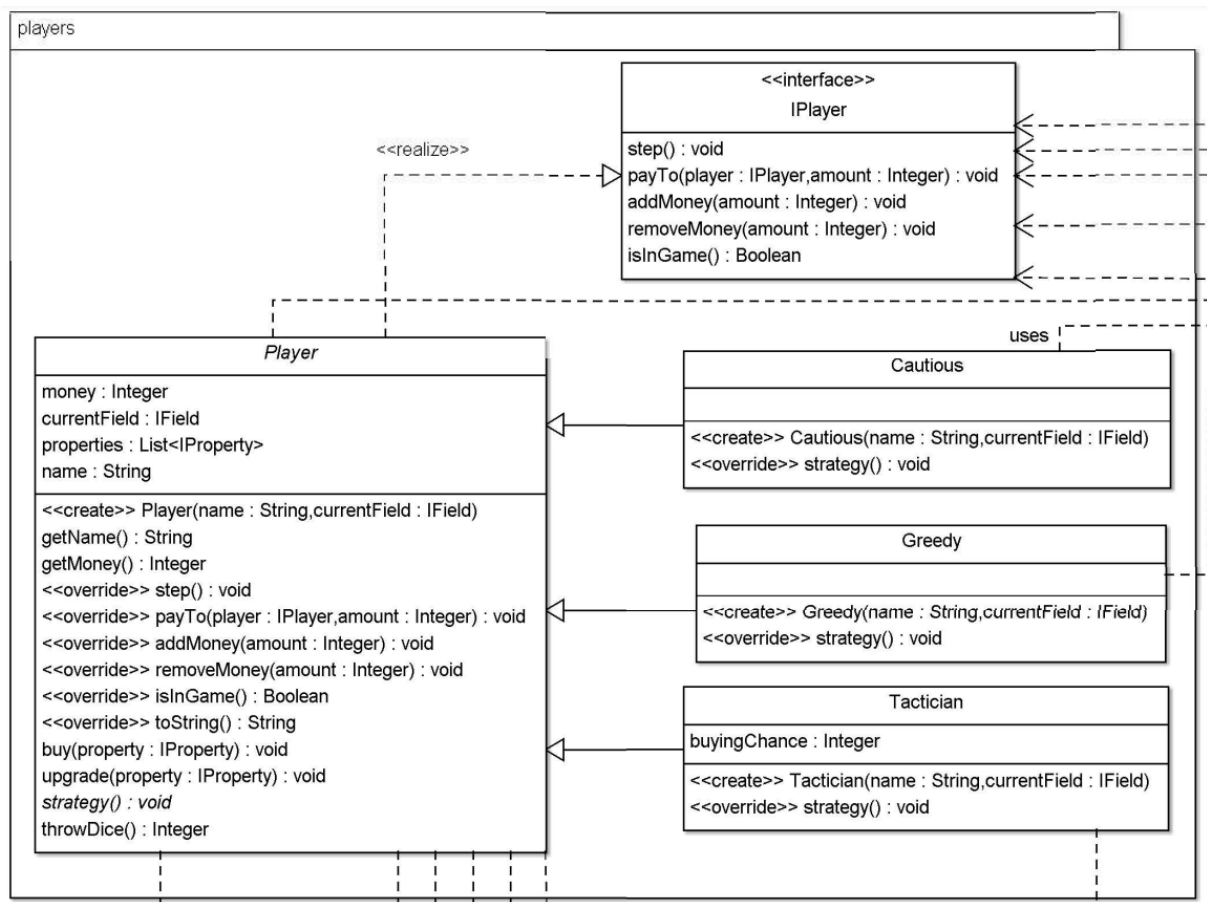 players
<<interface>>
IPlayer
step() : void
payTo(player : IPlayer,amount : Integer) : void
addMoney(amount : Integer) : void
removeMoney(amount : Integer) : void
isInGame() : Boolean
<<realize>>
Player
money : Integer
currentField : IField
properties : List<IProperty>
name : String
<<create>> Player(name : String,currentField : IField)
getName() : String
getMoney() : Integer
<<override>> step() : void
<<override>> payTo(player : IPlayer,amount : Integer) : void
<<override>> addMoney(amount : Integer) : void
<<override>> removeMoney(amount : Integer) : void
<<override>> isInGame() : Boolean
<<override>> toString() : String
buy(property : IProperty) : void
upgrade(property : IProperty) : void
strategy() : void
throwDice() : Integer
uses
Cautious
<<create>> Cautious(name : String,currentField : IField)
<<override>> strategy() : void
Greedy
<<create>> Greedy(name : String,currentField : IField)
<<override>> strategy() : void
Tactician
buyingChance : Integer
<<create>> Tactician(name : String,currentField : IField)
<<override>> strategy() : void